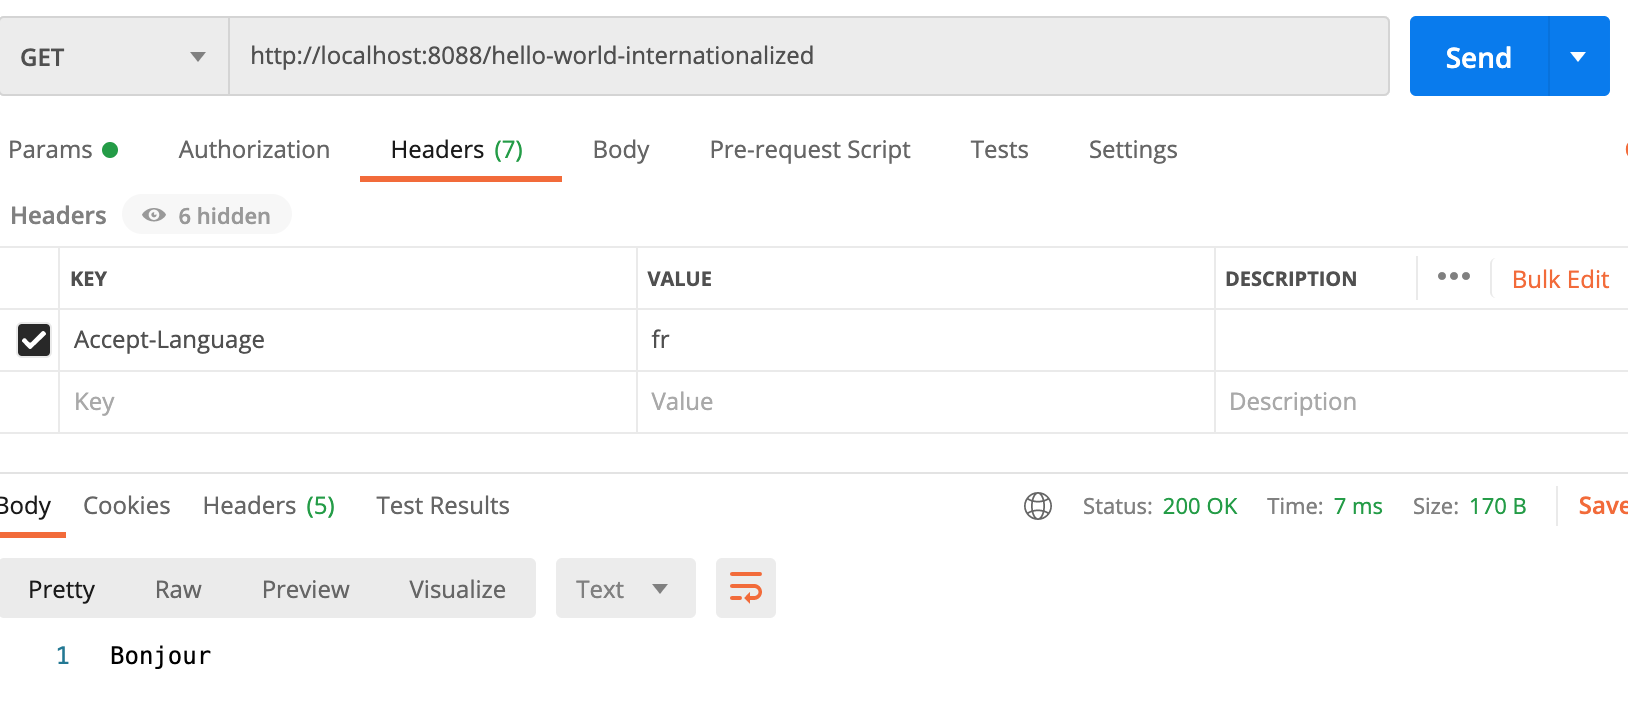 GET http://localhost:8088/hello-world-internationalized Send
Params Authorization Headers (7) Body Pre-request Script Tests Settings
Headers 6 hidden
KEY VALUE DESCRIPTION ••• Bulk Edit
Accept-Language fr
Key Value Description
Body Cookies Headers (5) Test Results Status: 200 OK Time: 7 ms Size: 170 B Save
Pretty Raw Preview Visualize Text
1 Bonjour